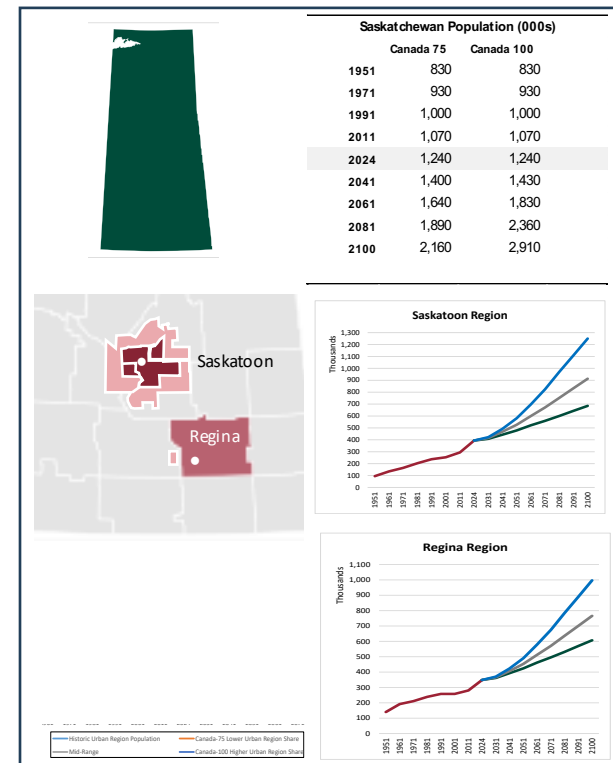 Saskatchewan Population (000s)
Canada 75 Canada 100
1951 830 830
1971 930 930
1991 1,000 1,000
2011 1,070 1,070
2024 1,240 1,240
2041 1,400 1,430
2061 1,640 1,830
2081 1,890 2,360
2100 2,160 2,910
Saskatoon
Regina
Saskatoon Region
Thousands
1,300
1,200
1,100
1,000
900
800
700
600
500
400
300
200
100
0
1951 1961 1971 1981 1991 2001 2011 2024 2031 2041 2051 2061 2071 2081 2091 2100
Regina Region
Thousands
1,100
1,000
900
800
700
600
500
400
300
200
100
0
1951 1961 1971 1981 1991 2001 2011 2024 2031 2041 2051 2061 2071 2081 2091 2100
Historic Urban Region Population Canada-75 Lower Urban Region Share
Mid-Range Canada-100 Higher Urban Region Share